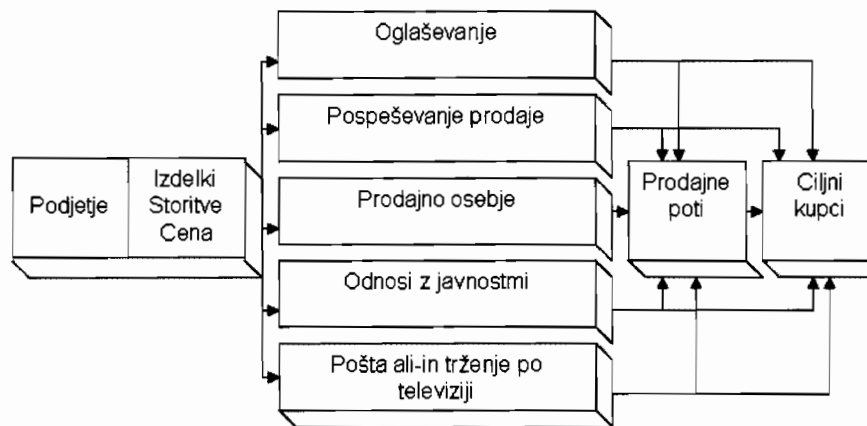 Oglaševanje
Pospeševanje prodaje
Podjetje
Izdelki
Storitve
Cena
Prodajno osebje
Prodajne
poti
Ciljni
kupci
Odnosi z javnostmi
Pošta ali-in trženje po
televiziji